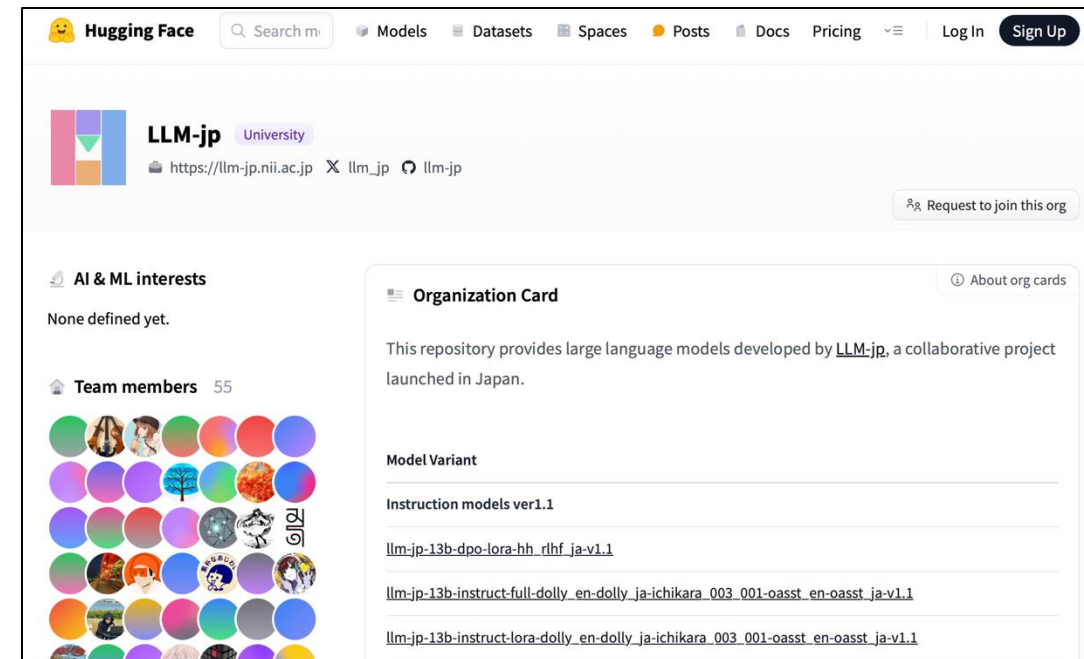 Hugging Face
Search m
Models
Datasets
Spaces
Posts
Docs
Pricing
Log In
Sign Up
LLM-jp
University
https://llm-jp.nii.ac.jp
llm_jp
llm-jp
Request to join this org
AI & ML interests
None defined yet.
Team members 55
About org cards
Organization Card
This repository provides large language models developed by LLM-jp, a collaborative project
launched in Japan.
Model Variant
Instruction models ver1.1
llm-jp-13b-dpo-lora-hh_rlhf_ja-v1.1
llm-jp-13b-instruct-full-dolly_en-dolly_ja-ichikara_003_001-oasst_en-oasst_ja-v1.1
llm-jp-13b-instruct-lora-dolly_en-dolly_ja-ichikara_003_001-oasst_en-oasst_ja-v1.1